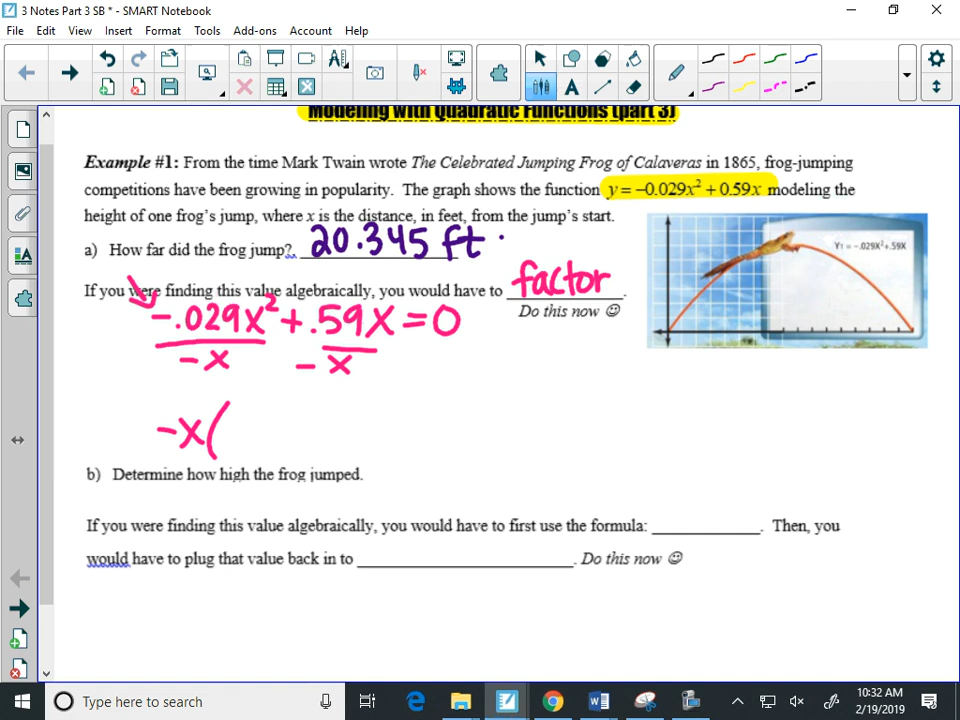 3 Notes Part 3 SB * - SMART Notebook
File Edit View Insert Format Tools Add-ons Account Help
Modeling with Quadratic Functions (part 3)
Example #1: From the time Mark Twain wrote The Celebrated Jumping Frog of Calaveras in 1865, frog-jumping
competitions have been growing in popularity. The graph shows the function y = −0.029x² + 0.59x modeling the
height of one frog's jump, where x is the distance, in feet, from the jump's start.
a) How far did the frog jump? 20.345 ft.
Y1=-.029X²+.59X
If you were finding this value algebraically, you would have to factor.
Do this now ☺
-.029x² + .59x = 0
-x -x
-x(
b) Determine how high the frog jumped.
If you were finding this value algebraically, you would have to first use the formula: ____________. Then, you
would have to plug that value back in to ________________________. Do this now ☺
Type here to search
10:32 AM
2/19/2019